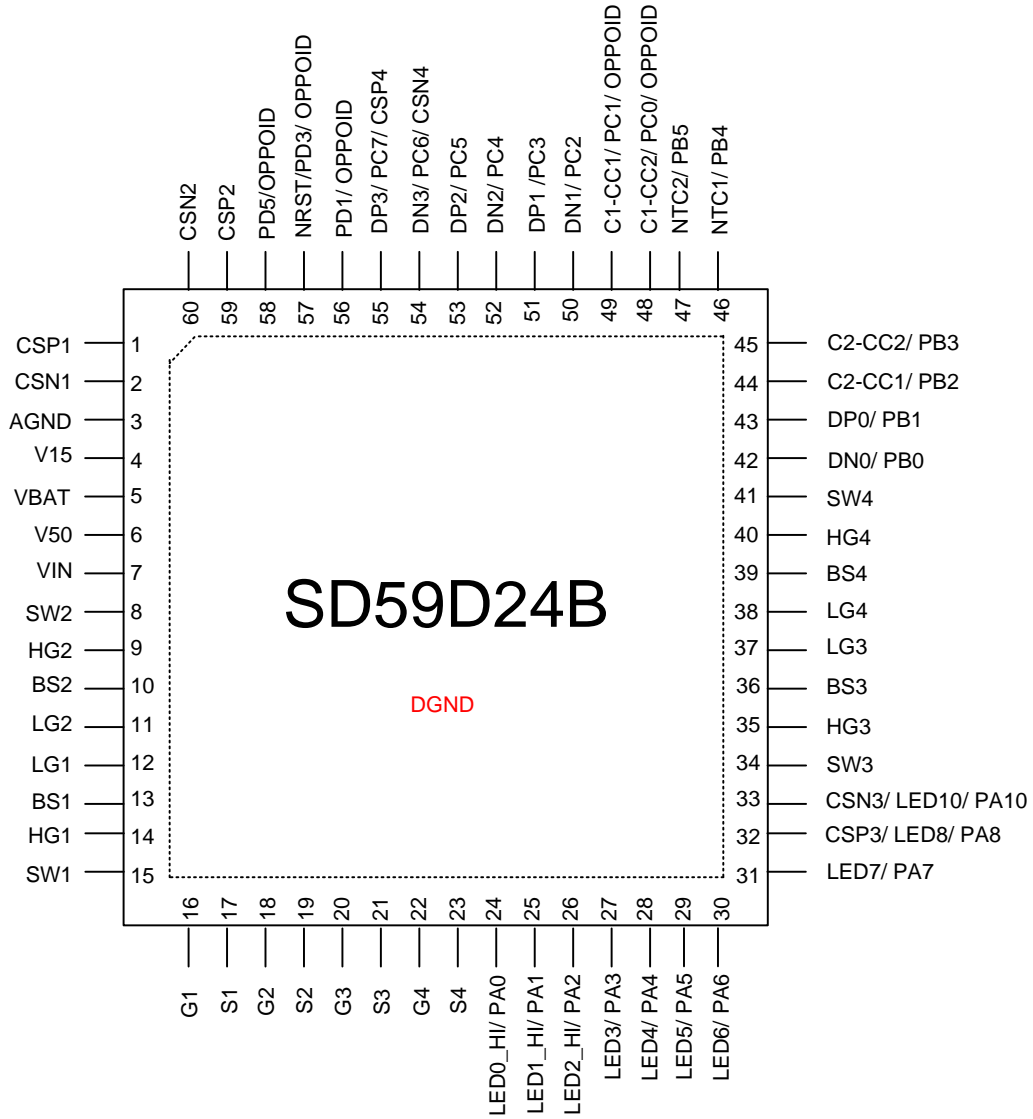 CSN2
CSP2
PD5/OPPOID
NRST/PD3/ OPPOID
PD1/ OPPOID
DP3/ PC7/ CSP4
DN3/ PC6/ CSN4
DP2/ PC5
DN2/ PC4
DP1 /PC3
DN1/ PC2
C1-CC1/ PC1/ OPPOID
C1-CC2/ PC0/ OPPOID
NTC2/ PB5
NTC1/ PB4
60
59
58
57
56
55
54
53
52
51
50
49
48
47
46
CSP1 1
CSN1 2
AGND 3
V15 4
VBAT 5
V50 6
VIN 7
SW2 8
HG2 9
BS2 10
LG2 11
LG1 12
BS1 13
HG1 14
SW1 15
SD59D24B
DGND
45 C2-CC2/ PB3
44 C2-CC1/ PB2
43 DP0/ PB1
42 DN0/ PB0
41 SW4
40 HG4
39 BS4
38 LG4
37 LG3
36 BS3
35 HG3
34 SW3
33 CSN3/ LED10/ PA10
32 CSP3/ LED8/ PA8
31 LED7/ PA7
16
17
18
19
20
21
22
23
24
25
26
27
28
29
30
G1
S1
G2
S2
G3
S3
G4
S4
LED0_HI/ PA0
LED1_HI/ PA1
LED2_HI/ PA2
LED3/ PA3
LED4/ PA4
LED5/ PA5
LED6/ PA6